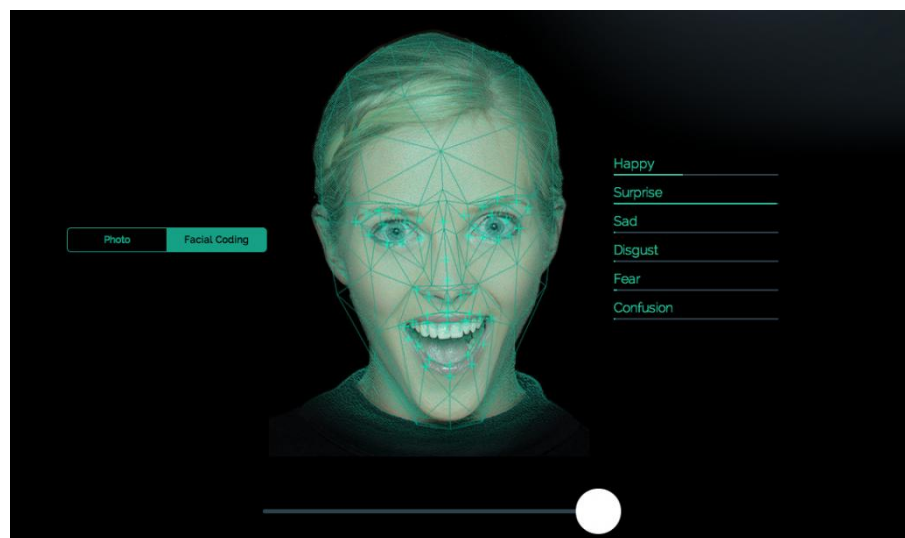 Photo
Facial Coding
Happy
Surprise
Sad
Disgust
Fear
Confusion